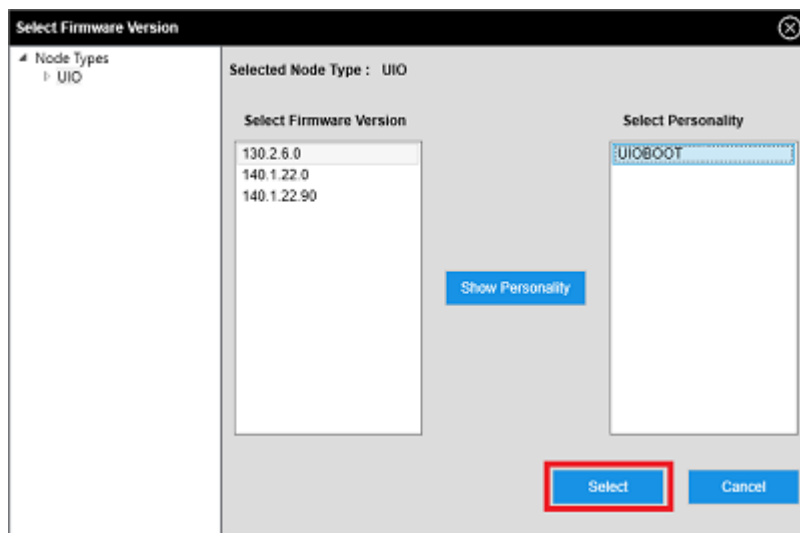 Select Firmware Version
Node Types
UIO
Selected Node Type : UIO
Select Firmware Version
130.2.6.0
140.1.22.0
140.1.22.90
Show Personality
Select Personality
UIOBOOT
Select
Cancel